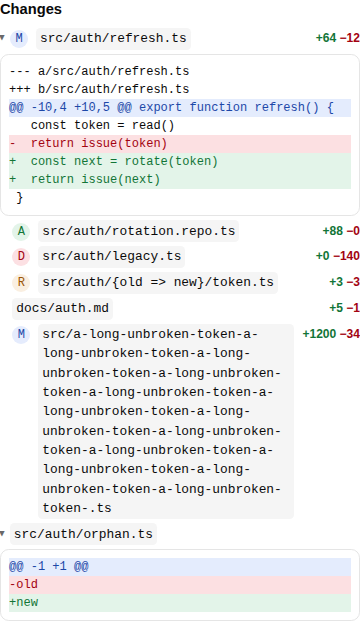 Changes
▾ M src/auth/refresh.ts +64 −12
--- a/src/auth/refresh.ts
+++ b/src/auth/refresh.ts
@@ -10,4 +10,5 @@ export function refresh() {
   const token = read()
-  return issue(token)
+  const next = rotate(token)
+  return issue(next)
 }
A src/auth/rotation.repo.ts +88 −0
D src/auth/legacy.ts +0 −140
R src/auth/{old => new}/token.ts +3 −3
docs/auth.md +5 −1
M src/a-long-unbroken-token-a- +1200 −34
long-unbroken-token-a-long-
unbroken-token-a-long-unbroken-
token-a-long-unbroken-token-a-
long-unbroken-token-a-long-
unbroken-token-a-long-unbroken-
token-a-long-unbroken-token-a-
long-unbroken-token-a-long-
unbroken-token-a-long-unbroken-
token-.ts
▾ src/auth/orphan.ts
@@ -1 +1 @@
-old
+new